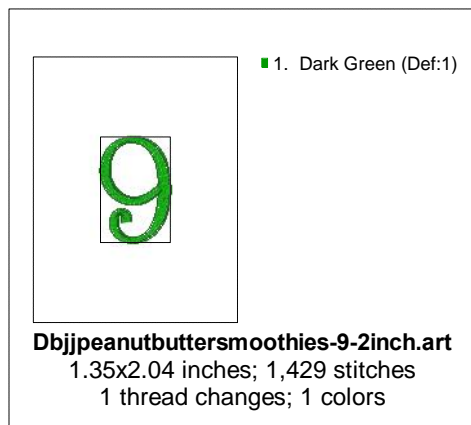 1. Dark Green (Def:1)
9
Dbjjpeanutbuttersmoothies-9-2inch.art
1.35x2.04 inches; 1,429 stitches
1 thread changes; 1 colors